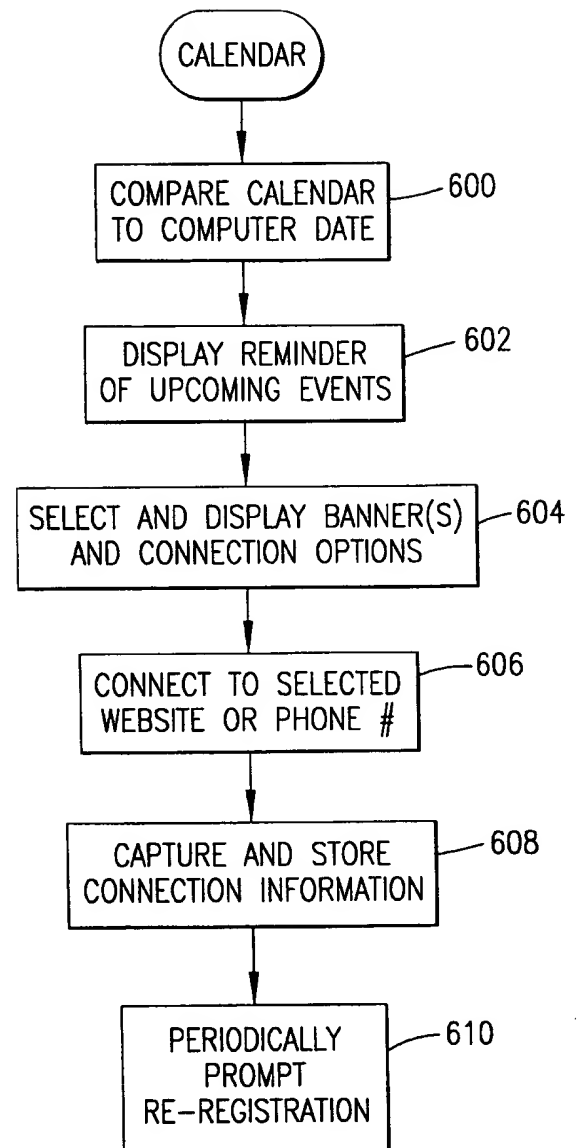 CALENDAR
COMPARE CALENDAR
TO COMPUTER DATE
600
DISPLAY REMINDER
OF UPCOMING EVENTS
602
SELECT AND DISPLAY BANNER(S)
AND CONNECTION OPTIONS
604
CONNECT TO SELECTED
WEBSITE OR PHONE #
606
CAPTURE AND STORE
CONNECTION INFORMATION
608
PERIODICALLY
PROMPT
RE-REGISTRATION
610